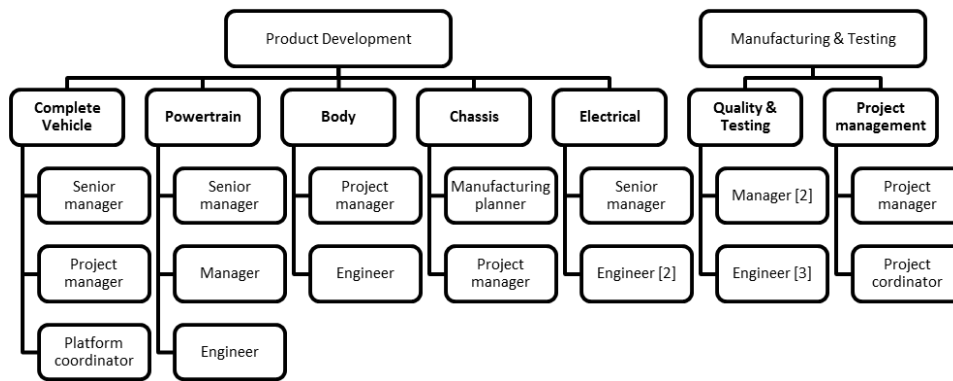 Product Development
Manufacturing & Testing
Complete
Vehicle
Powertrain
Body
Chassis
Electrical
Quality &
Testing
Project
management
Senior
manager
Senior
manager
Project
manager
Manufacturing
planner
Senior
manager
Manager [2]
Project
manager
Project
manager
Manager
Engineer
Project
manager
Engineer [2]
Engineer [3]
Project
cordinator
Platform
coordinator
Engineer